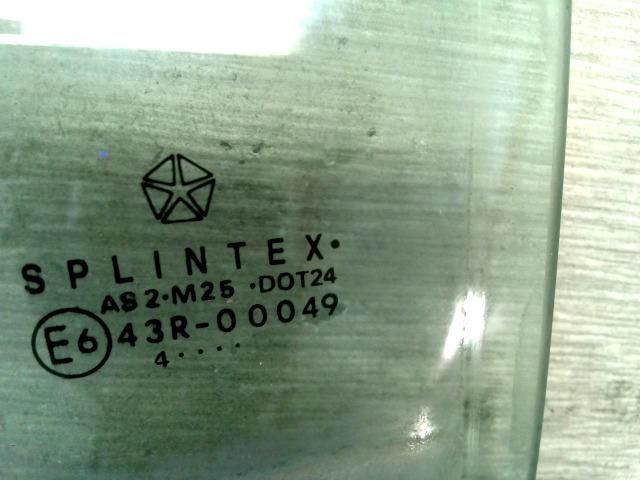 SPLINTEX·
AS2·M25 ·DOT24
E6 43R-00049
4····